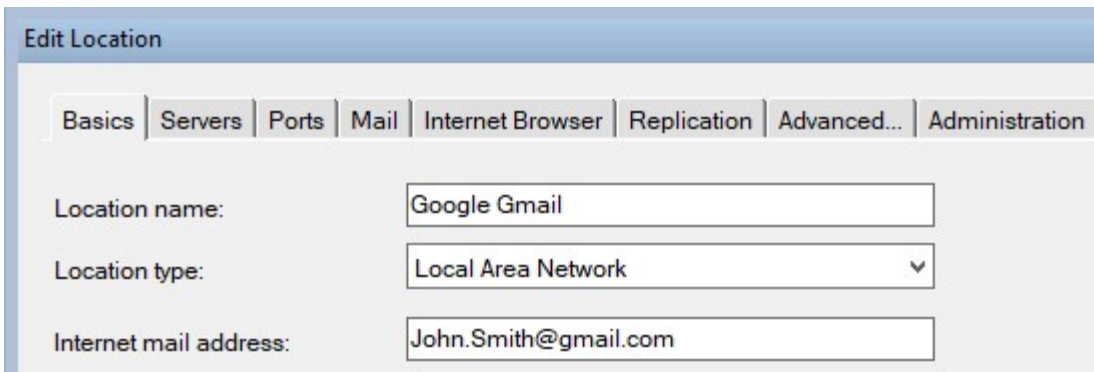 Edit Location
Basics Servers Ports Mail Internet Browser Replication Advanced... Administration
Location name: Google Gmail
Location type: Local Area Network
Internet mail address: John.Smith@gmail.com